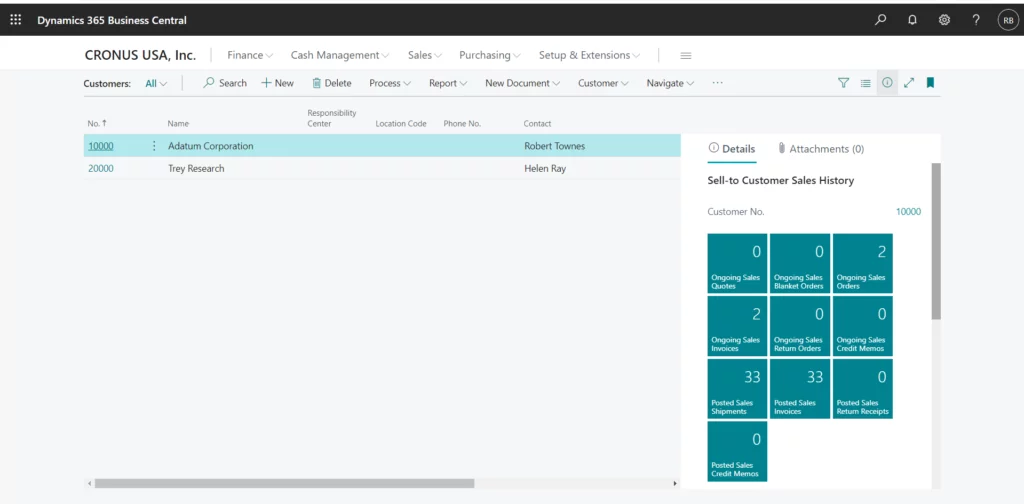 Dynamics 365 Business Central
RB
CRONUS USA, Inc. Finance Cash Management Sales Purchasing Setup & Extensions
Customers: All Search New Delete Process Report New Document Customer Navigate ...
No. ↑ Name Responsibility Center Location Code Phone No. Contact
10000 Adatum Corporation Robert Townes
20000 Trey Research Helen Ray
Details Attachments (0)
Sell-to Customer Sales History
Customer No. 10000
0
Ongoing Sales
Quotes
0
Ongoing Sales
Blanket Orders
2
Ongoing Sales
Orders
2
Ongoing Sales
Invoices
0
Ongoing Sales
Return Orders
0
Ongoing Sales
Credit Memos
33
Posted Sales
Shipments
33
Posted Sales
Invoices
0
Posted Sales
Return Receipts
0
Posted Sales
Credit Memos